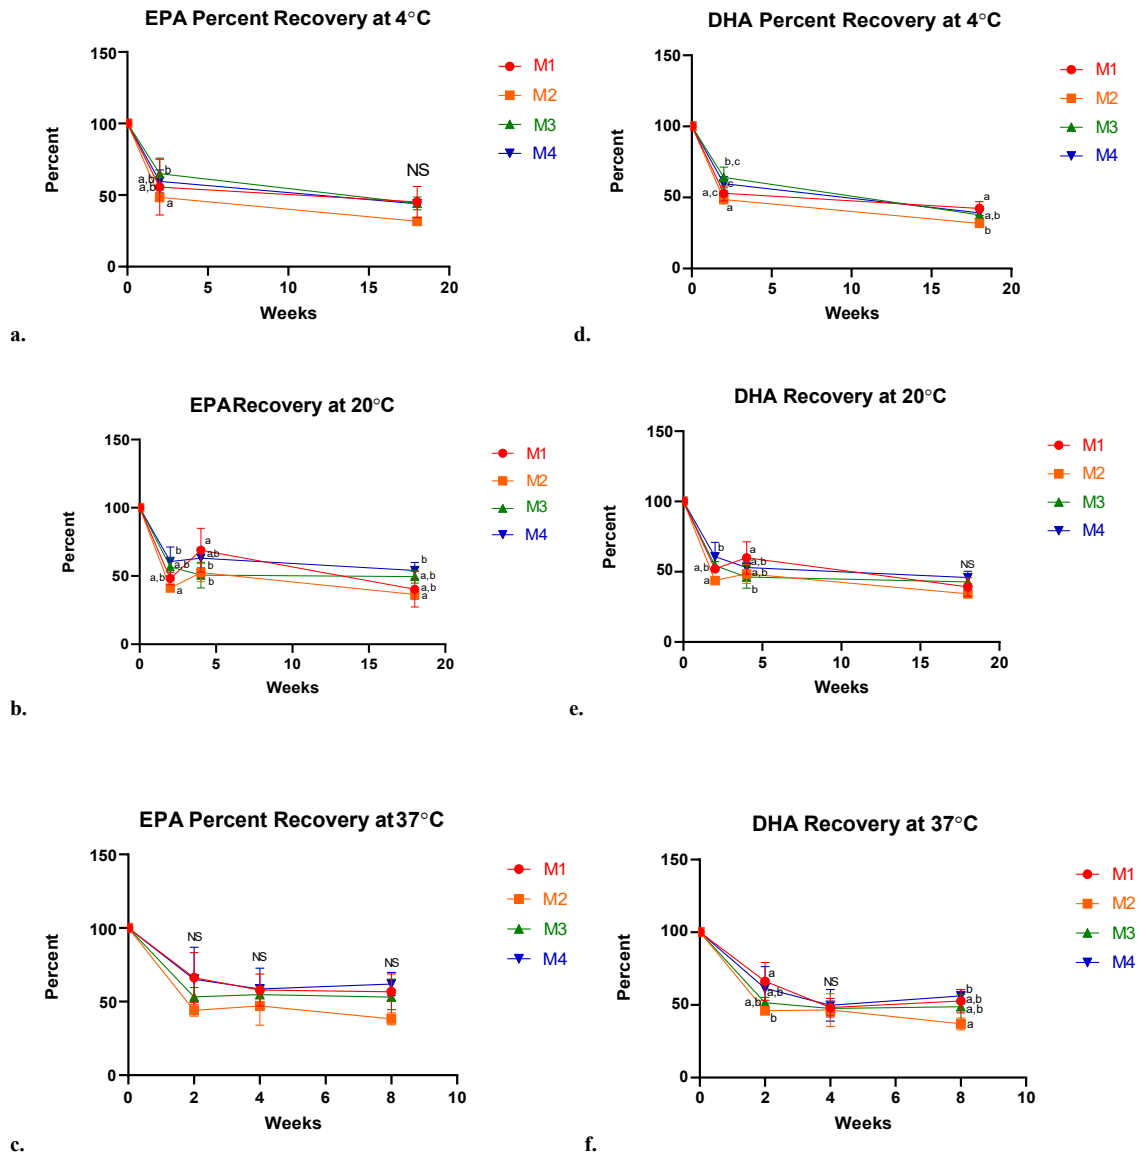 EPA Percent Recovery at 4°C
150
100
50
0
Percent
a,b
a,b
b
a
NS
0 5 10 15 20
Weeks
M1
M2
M3
M4
a.
DHA Percent Recovery at 4°C
150
100
50
0
Percent
b,c
c
a,c
a
a
a,b
b
0 5 10 15 20
Weeks
M1
M2
M3
M4
d.
EPARecovery at 20°C
150
100
50
0
Percent
b
a,b
a,b
a
a
a,b
b
b
b
a,b
a,b
a
0 5 10 15 20
Weeks
M1
M2
M3
M4
b.
DHA Recovery at 20°C
150
100
50
0
Percent
b
a,b
a
a
a,b
a,b
b
NS
0 5 10 15 20
Weeks
M1
M2
M3
M4
e.
EPA Percent Recovery at 37°C
150
100
50
0
Percent
NS
NS
NS
0 2 4 6 8 10
Weeks
M1
M2
M3
M4
c.
DHA Recovery at 37°C
150
100
50
0
Percent
a
a,b
a,b
b
NS
b
a,b
a,b
a
0 2 4 6 8 10
Weeks
M1
M2
M3
M4
f.